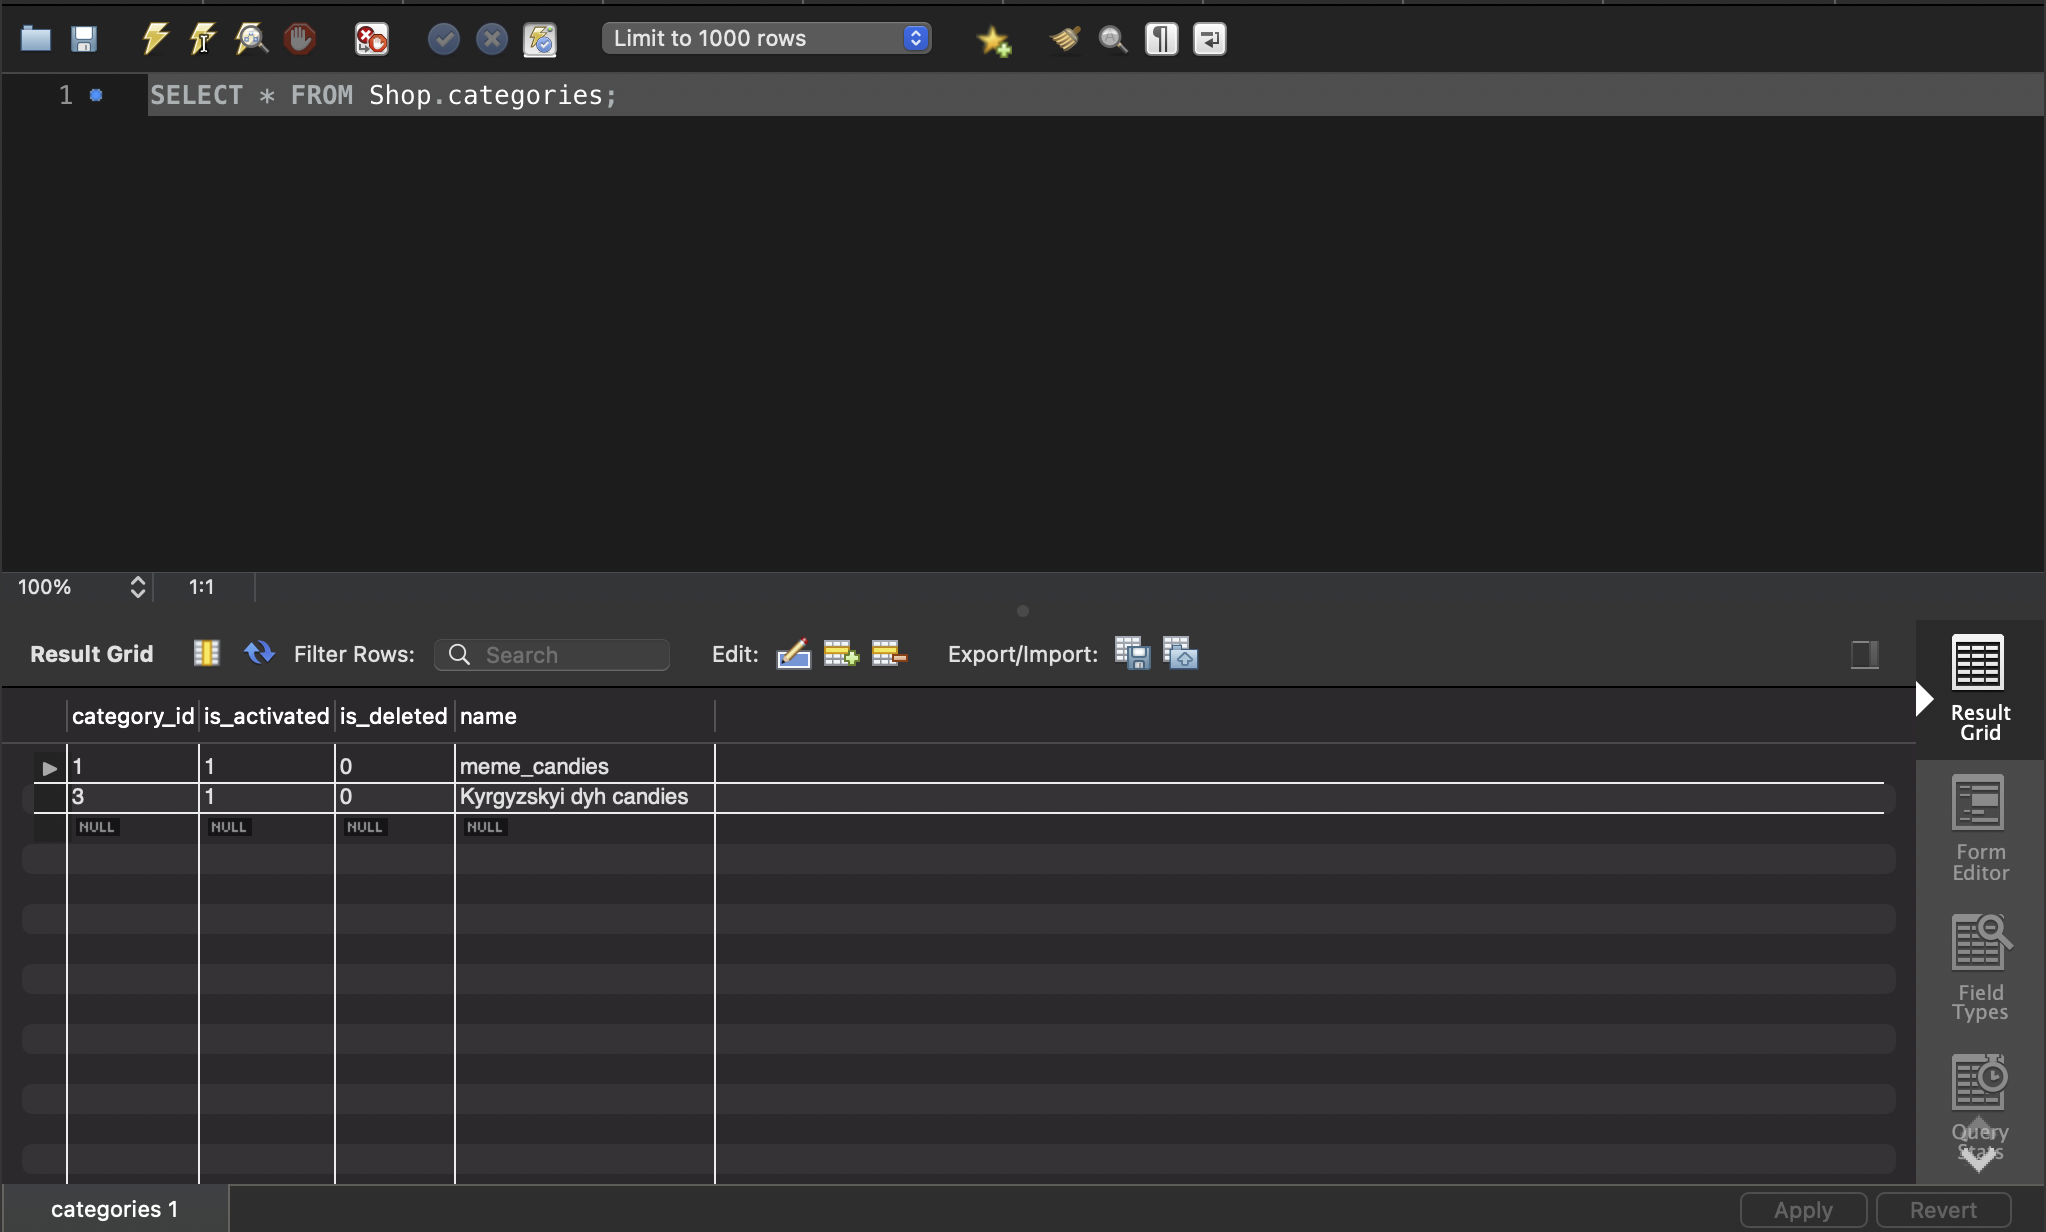 Limit to 1000 rows
1 SELECT * FROM Shop.categories;
100% 1:1
Result Grid Filter Rows: Search Edit: Export/Import:
category_id is_activated is_deleted name
1 1 0 meme_candies
3 1 0 Kyrgyzskyi dyh candies
NULL NULL NULL NULL
Result
Grid
Form
Editor
Field
Types
Query
Stats
categories 1 Apply Revert